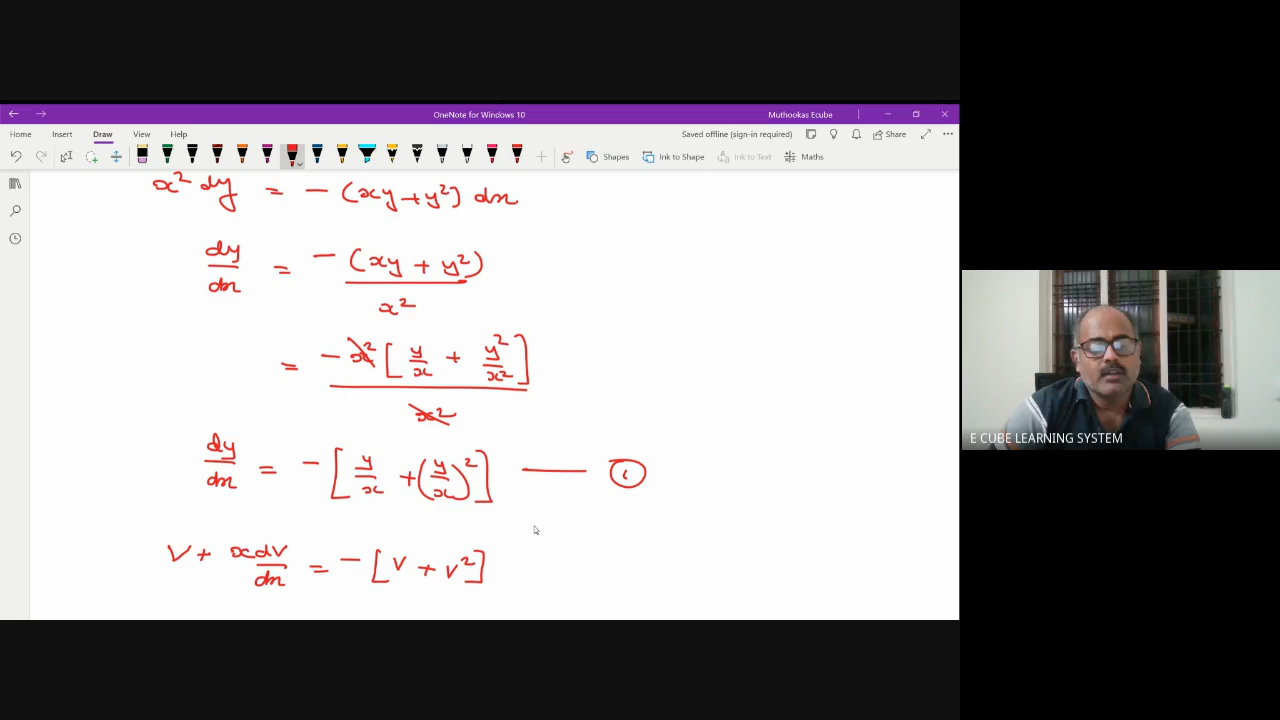 OneNote for Windows 10
Muthookas Ecube
Home Insert Draw View Help
Saved offline (sign-in required)
Share
Shapes
Ink to Shape
Ink to Text
Maths
x² dy = - (xy + y²) dx
dy/dx = - (xy + y²) / x²
= - x² [ y/x + y²/x² ] / x²
dy/dx = - [ y/x + (y/x)² ] —— ①
v + x dv/dx = - [ v + v² ]
E CUBE LEARNING SYSTEM